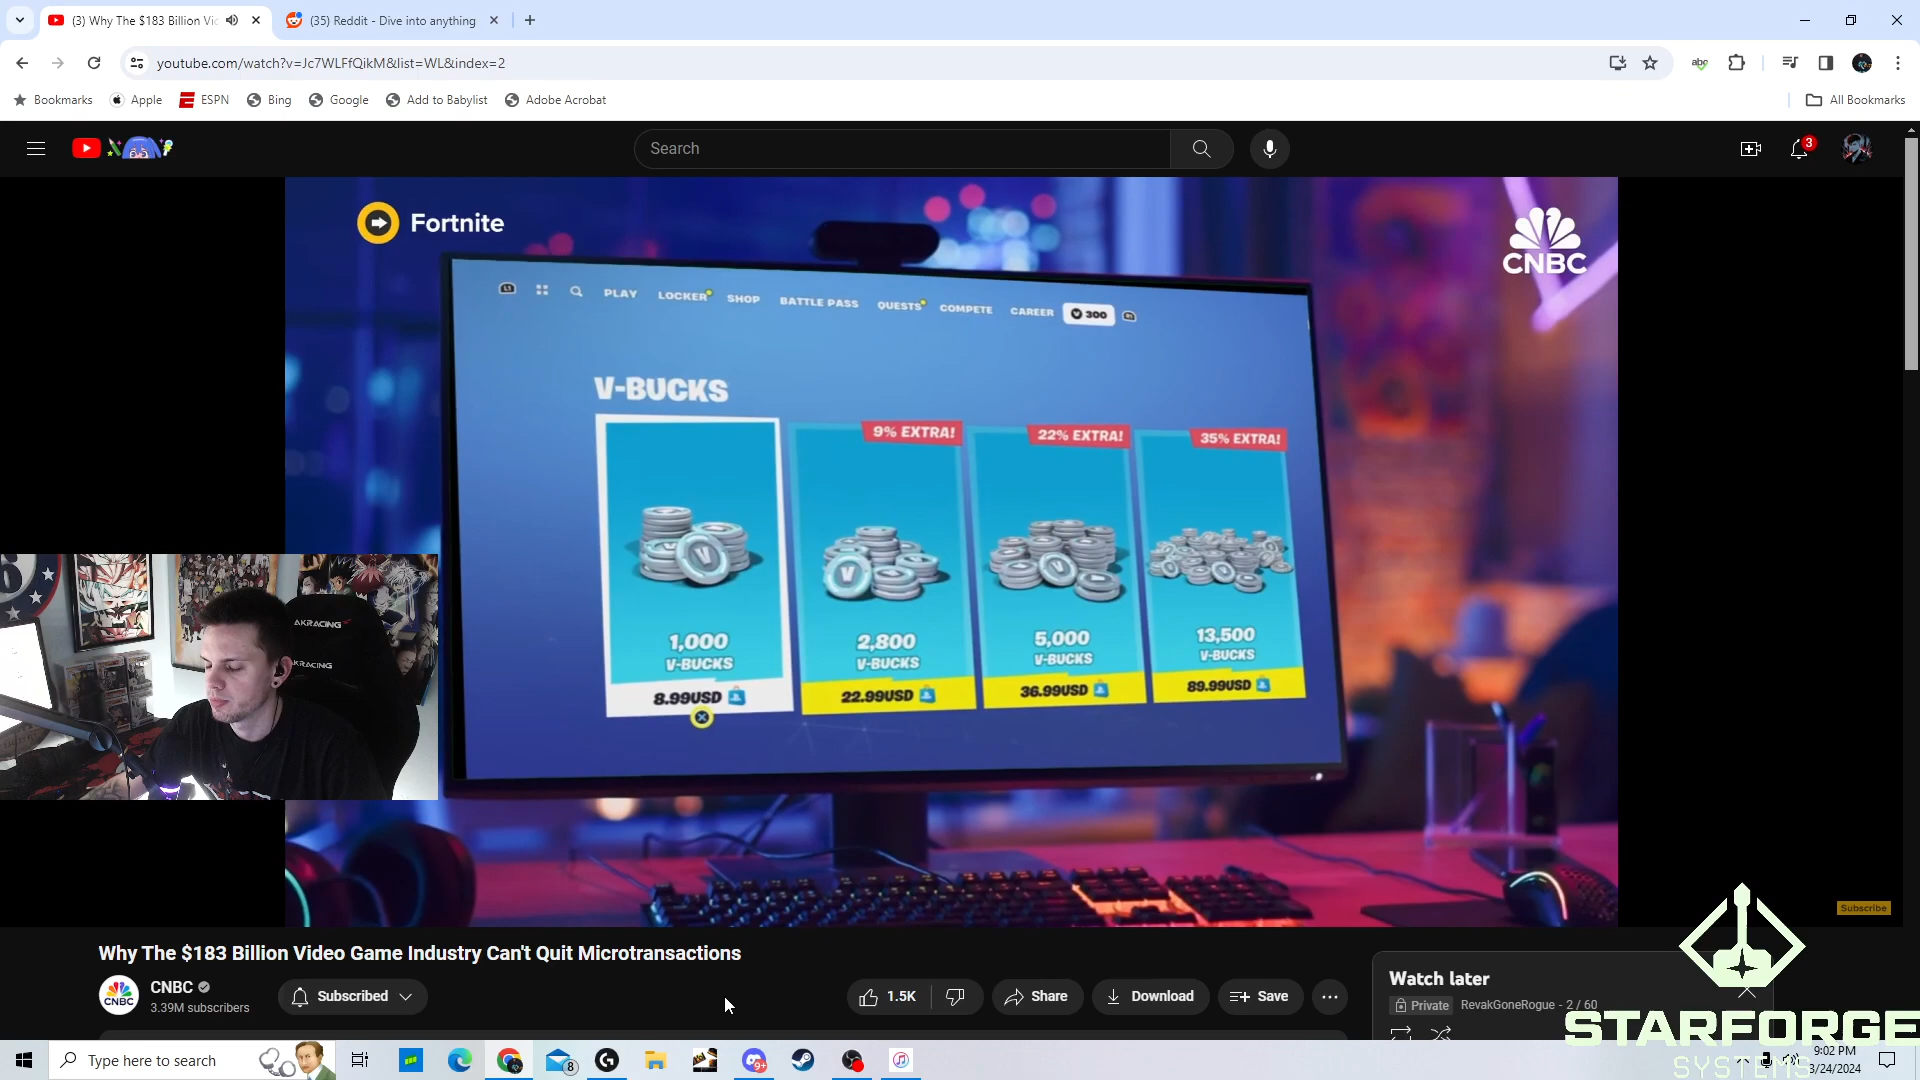 (3) Why The $183 Billion Vi
(35) Reddit - Dive into anything
youtube.com/watch?v=Jc7WLFfQikM&list=WL&index=2
abc
Bookmarks
Apple
ESPN
Bing
Google
Add to Babylist
Adobe Acrobat
All Bookmarks
Search
3
Fortnite
CNBC
PLAY
LOCKER
SHOP
BATTLE PASS
QUESTS
COMPETE
CAREER
300
V-BUCKS
9% EXTRA!
22% EXTRA!
35% EXTRA!
1,000
V-BUCKS
8.99USD
2,800
V-BUCKS
22.99USD
5,000
V-BUCKS
36.99USD
13,500
V-BUCKS
89.99USD
AKRACING
AKRACING
Subscribe
Why The $183 Billion Video Game Industry Can't Quit Microtransactions
CNBC
3.39M subscribers
Subscribed
1.5K
Share
Download
Save
Watch later
Private
RevakGoneRogue - 2 / 60
STARFORGE
SYSTEMS
Type here to search
8
9+
9:02 PM
3/24/2024